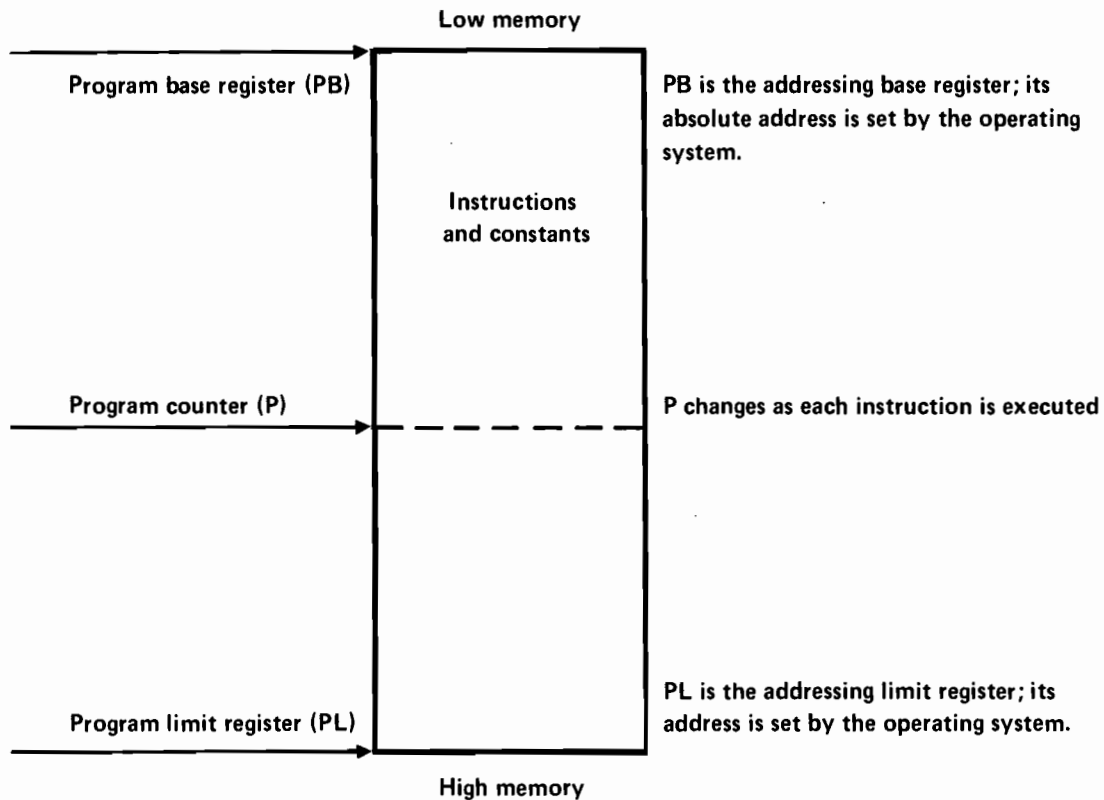 Low memory
Program base register (PB)
PB is the addressing base register; its
absolute address is set by the operating
system.
Instructions
and constants
Program counter (P)
P changes as each instruction is executed
Program limit register (PL)
PL is the addressing limit register; its
address is set by the operating system.
High memory